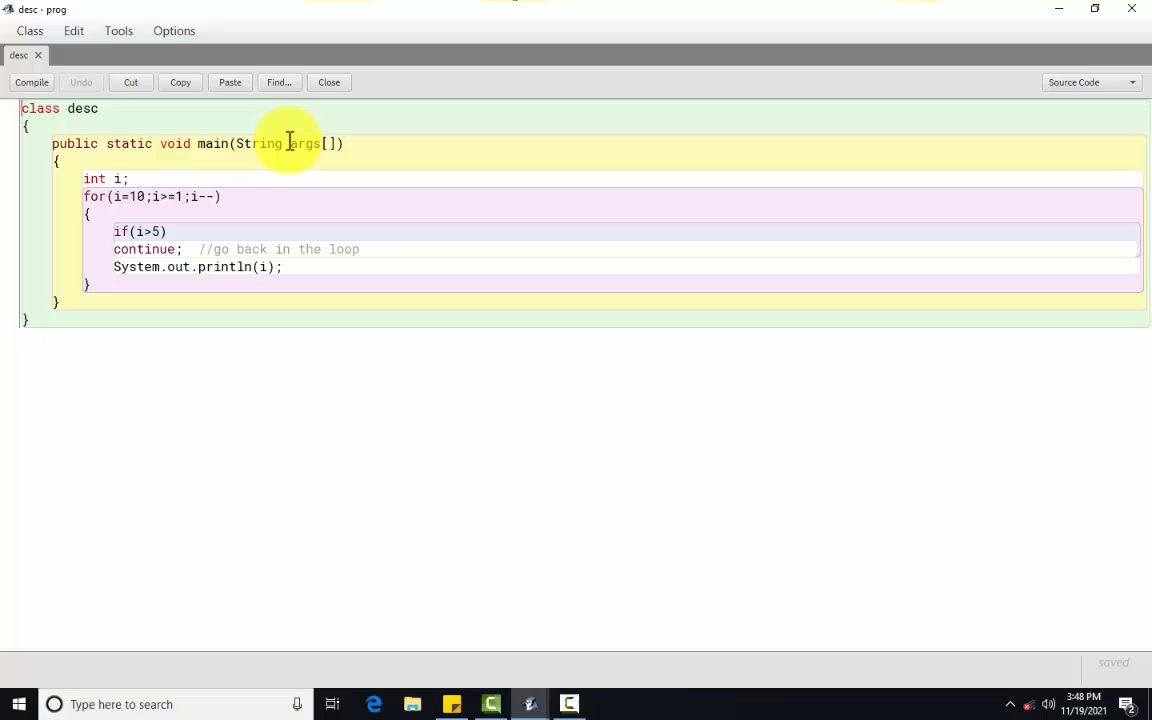 desc - prog
Class Edit Tools Options
desc
Compile Undo Cut Copy Paste Find... Close Source Code
class desc
{
public static void main(String args[])
{
int i;
for(i=10;i>=1;i--)
{
if(i>5)
continue; //go back in the loop
System.out.println(i);
}
}
}
saved
Type here to search
3:48 PM
11/19/2021
2